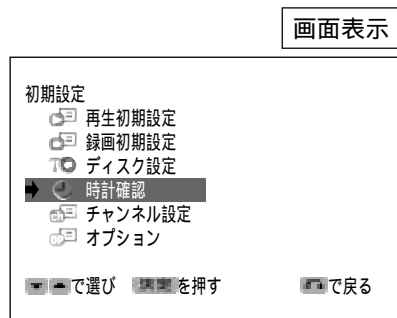 画面表示
初期設定
再生初期設定
録画初期設定
ディスク設定
時計確認
チャンネル設定
オプション
で選び を押す で戻る